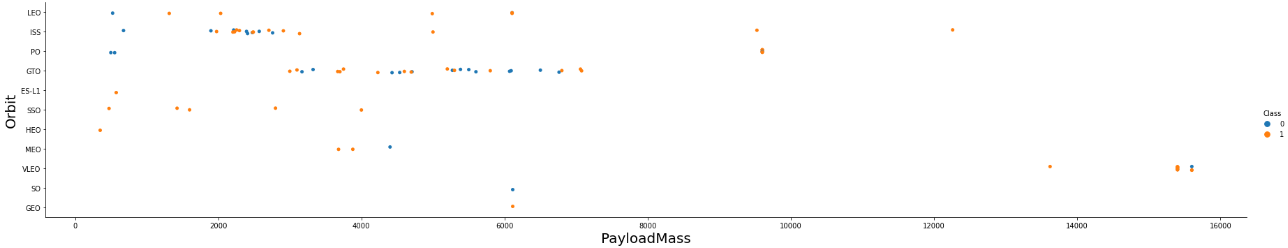 LEO
ISS
PO
GTO
ES-L1
SSO
HEO
MEO
VLEO
SO
GEO
Orbit
0 2000 4000 6000 8000 10000 12000 14000 16000
PayloadMass
Class
0
1